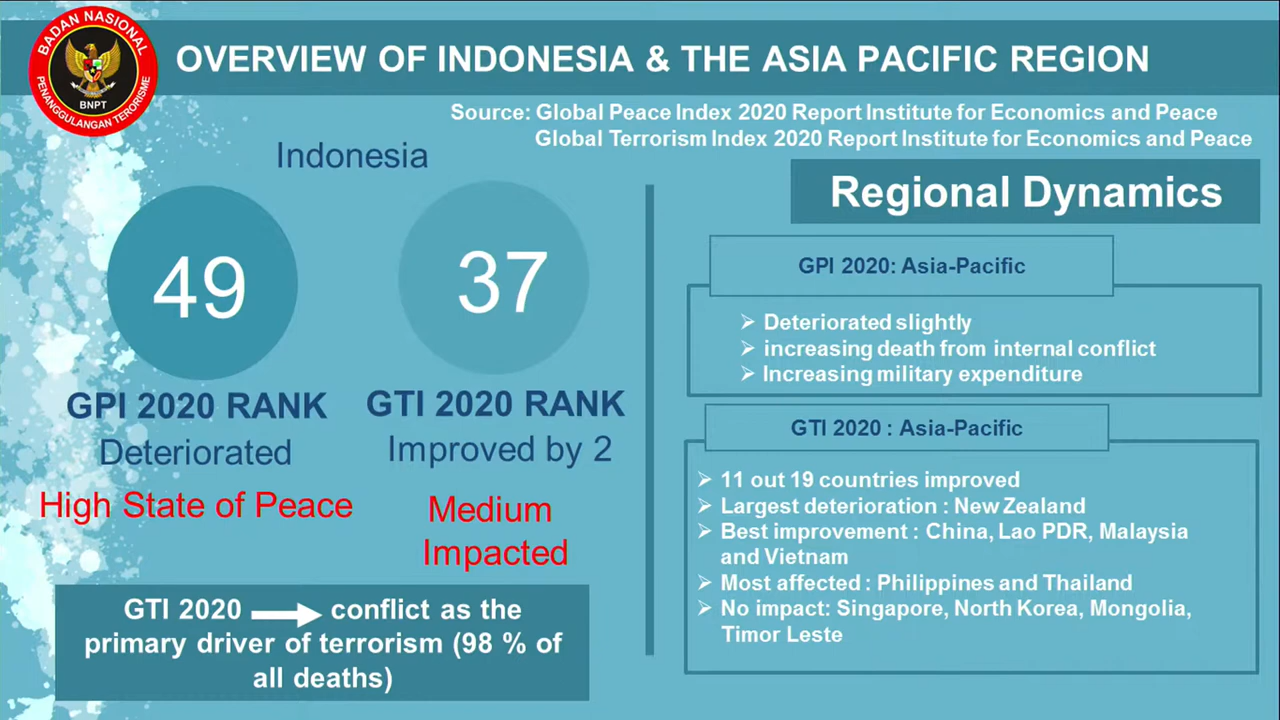 BADAN NASIONAL
PENANGGULANGAN TERORISME
BNPT
OVERVIEW OF INDONESIA & THE ASIA PACIFIC REGION
Source: Global Peace Index 2020 Report Institute for Economics and Peace
Global Terrorism Index 2020 Report Institute for Economics and Peace
Indonesia
49
GPI 2020 RANK
Deteriorated
High State of Peace
37
GTI 2020 RANK
Improved by 2
Medium
Impacted
GTI 2020 → conflict as the
primary driver of terrorism (98 % of
all deaths)
Regional Dynamics
GPI 2020: Asia-Pacific
➢ Deteriorated slightly
➢ increasing death from internal conflict
➢ Increasing military expenditure
GTI 2020 : Asia-Pacific
➢ 11 out 19 countries improved
➢ Largest deterioration : New Zealand
➢ Best improvement : China, Lao PDR, Malaysia
and Vietnam
➢ Most affected : Philippines and Thailand
➢ No impact: Singapore, North Korea, Mongolia,
Timor Leste